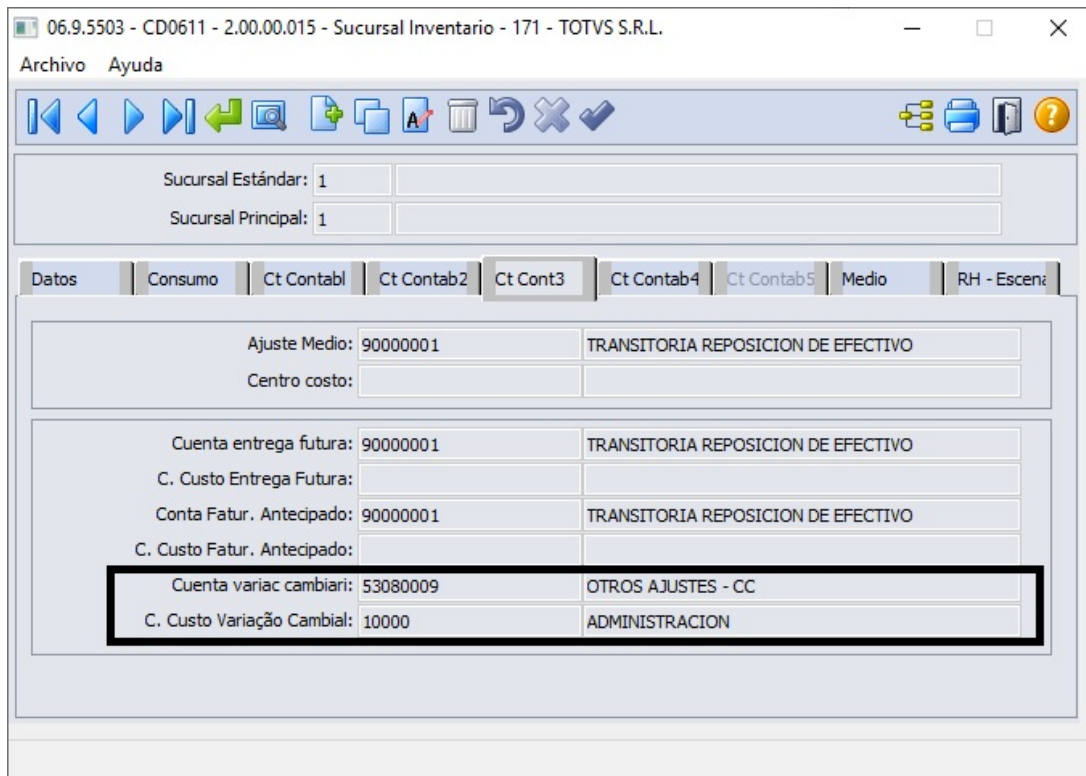 06.9.5503 - CD0611 - 2.00.00.015 - Sucursal Inventario - 171 - TOTVS S.R.L.
Archivo Ayuda
Sucursal Estándar: 1
Sucursal Principal: 1
Datos Consumo Ct Contabl Ct Contab2 Ct Cont3 Ct Contab4 Ct Contab5 Medio RH - Escena
Ajuste Medio: 90000001 TRANSITORIA REPOSICION DE EFECTIVO
Centro costo:
Cuenta entrega futura: 90000001 TRANSITORIA REPOSICION DE EFECTIVO
C. Custo Entrega Futura:
Conta Fatur. Antecipado: 90000001 TRANSITORIA REPOSICION DE EFECTIVO
C. Custo Fatur. Antecipado:
Cuenta variac cambiari: 53080009 OTROS AJUSTES - CC
C. Custo Variação Cambial: 10000 ADMINISTRACION